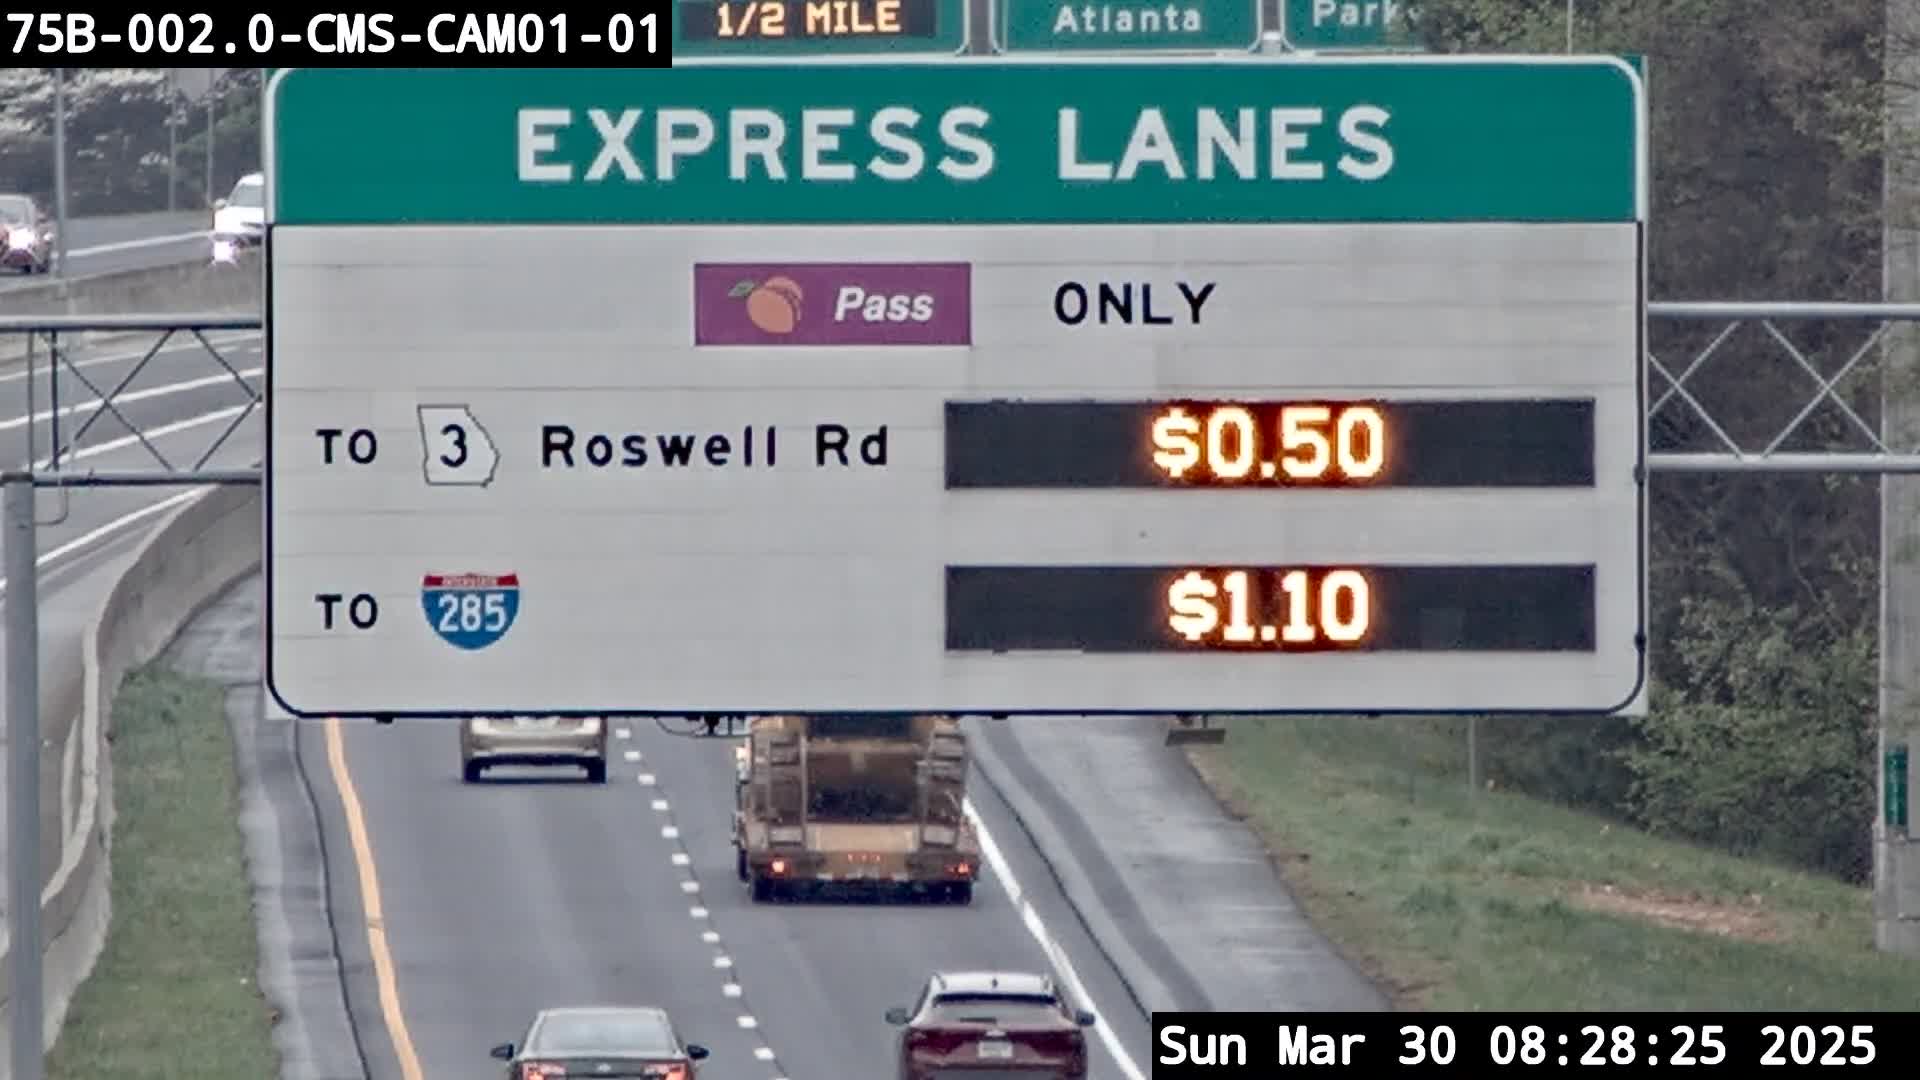 75B-002.0-CMS-CAM01-01
1/2 MILE
Atlanta
EXPRESS LANES
Pass ONLY
TO 3 Roswell Rd $0.50
TO INTERSTATE 285 $1.10
Sun Mar 30 08:28:25 2025